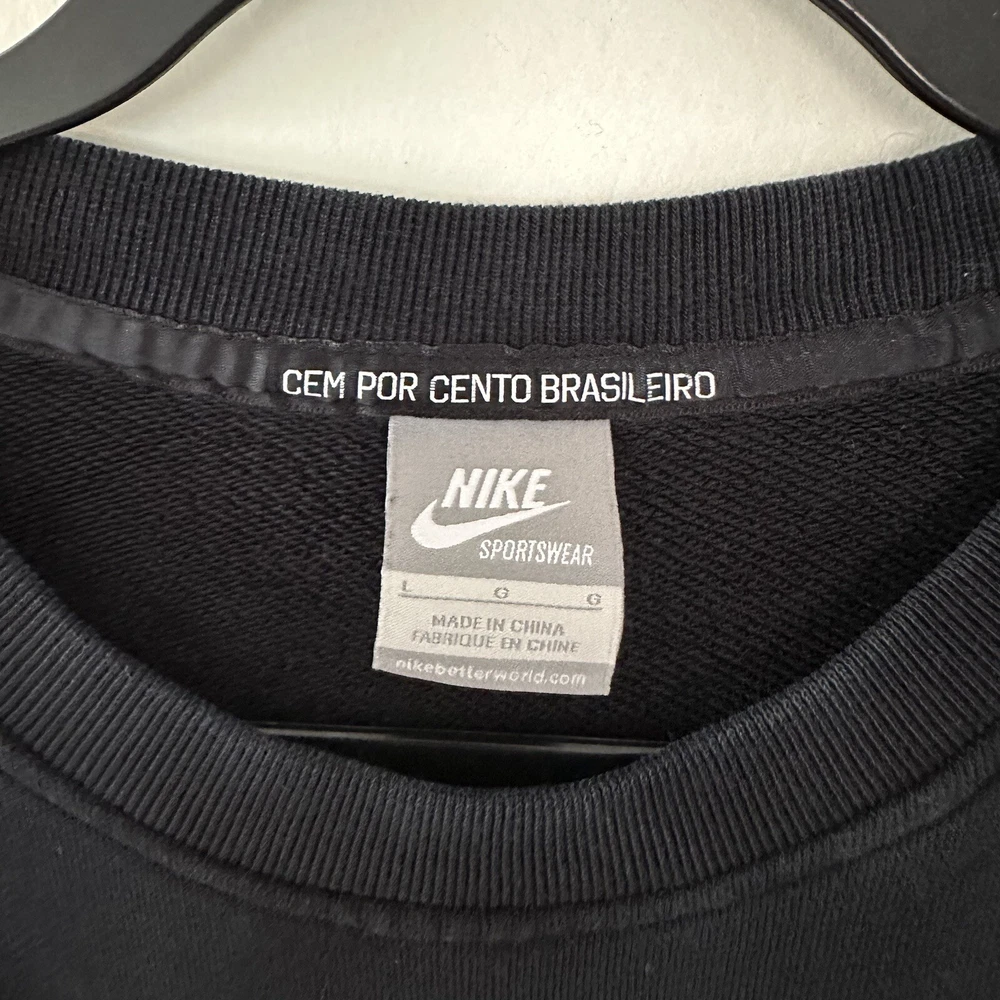 CEM POR CENTO BRASILEIRO
NIKE
SPORTSWEAR
L G G
MADE IN CHINA
FABRIQUE EN CHINE
nikebetterworld.com